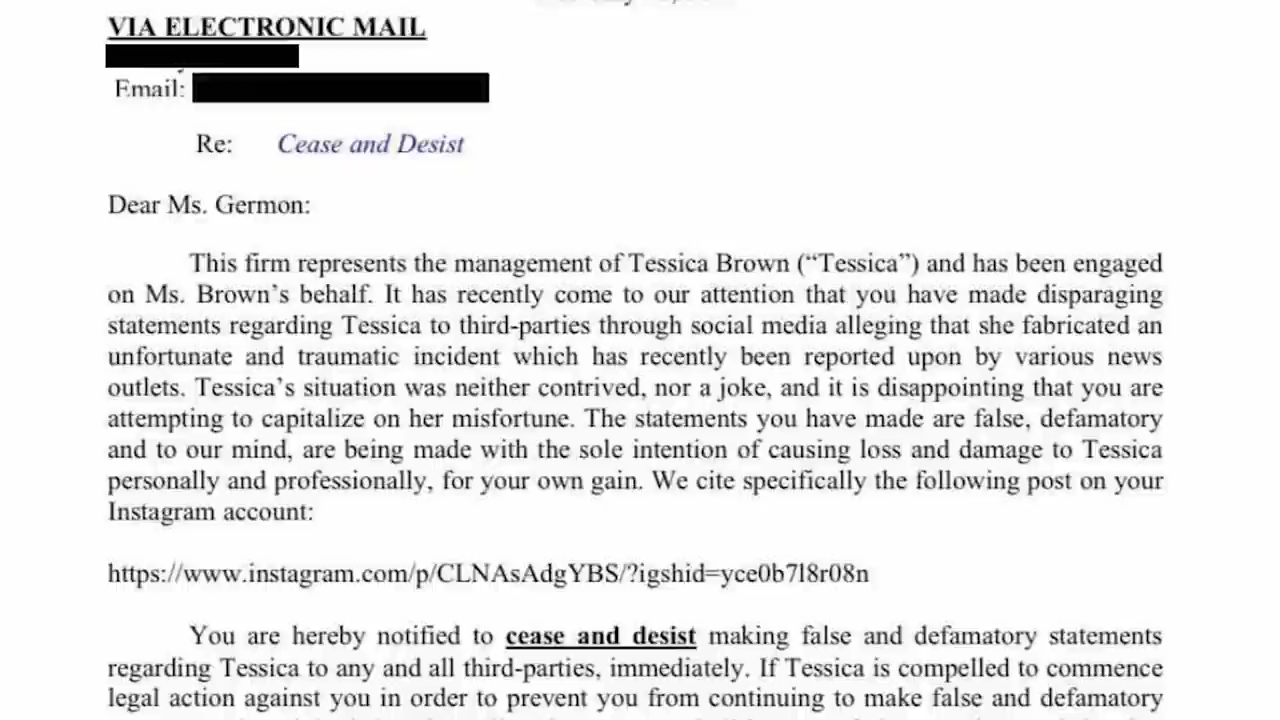 VIA ELECTRONIC MAIL
Email:
Re: Cease and Desist
Dear Ms. Germon:
This firm represents the management of Tessica Brown (“Tessica”) and has been engaged
on Ms. Brown’s behalf. It has recently come to our attention that you have made disparaging
statements regarding Tessica to third-parties through social media alleging that she fabricated an
unfortunate and traumatic incident which has recently been reported upon by various news
outlets. Tessica’s situation was neither contrived, nor a joke, and it is disappointing that you are
attempting to capitalize on her misfortune. The statements you have made are false, defamatory
and to our mind, are being made with the sole intention of causing loss and damage to Tessica
personally and professionally, for your own gain. We cite specifically the following post on your
Instagram account:
https://www.instagram.com/p/CLNAsAdgYBS/?igshid=yce0b7l8r08n
You are hereby notified to cease and desist making false and defamatory statements
regarding Tessica to any and all third-parties, immediately. If Tessica is compelled to commence
legal action against you in order to prevent you from continuing to make false and defamatory